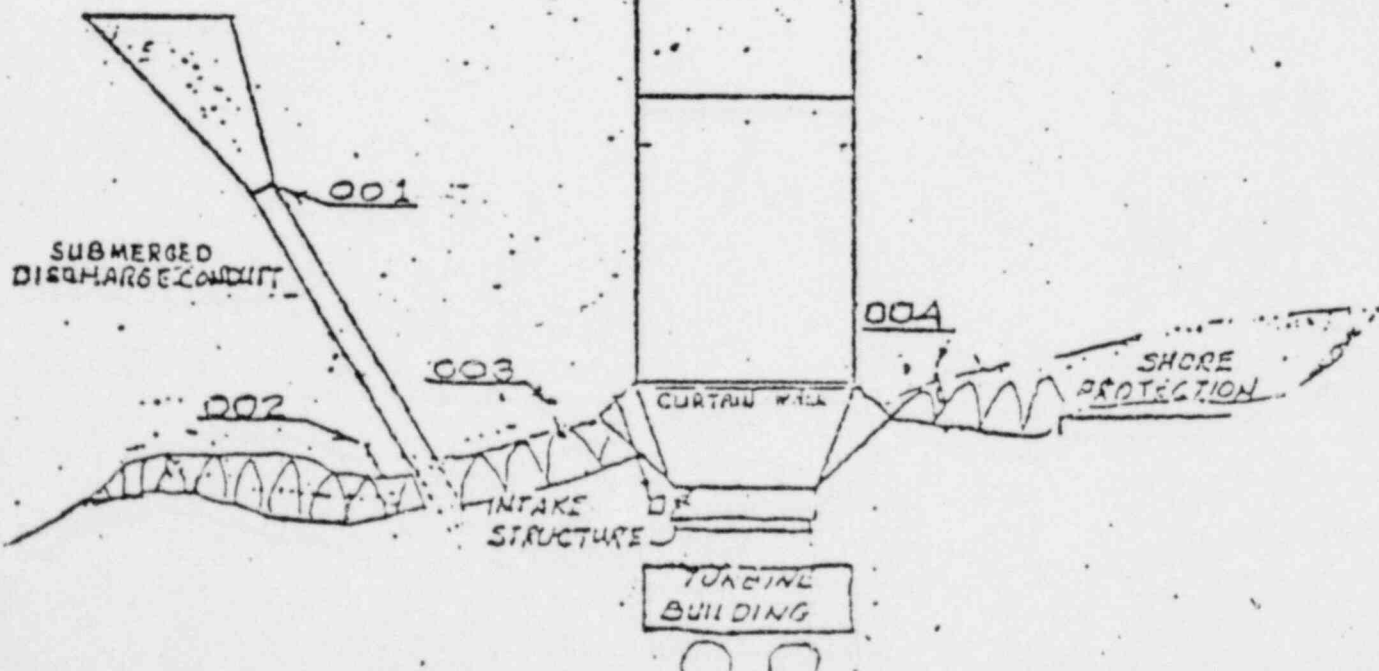 001
SUBMERGED
DISCHARGE CONDUIT
004
003
SHORE
PROTECTION
CURTAIN WALL
002
INTAKE
STRUCTURE
TURBINE
BUILDING